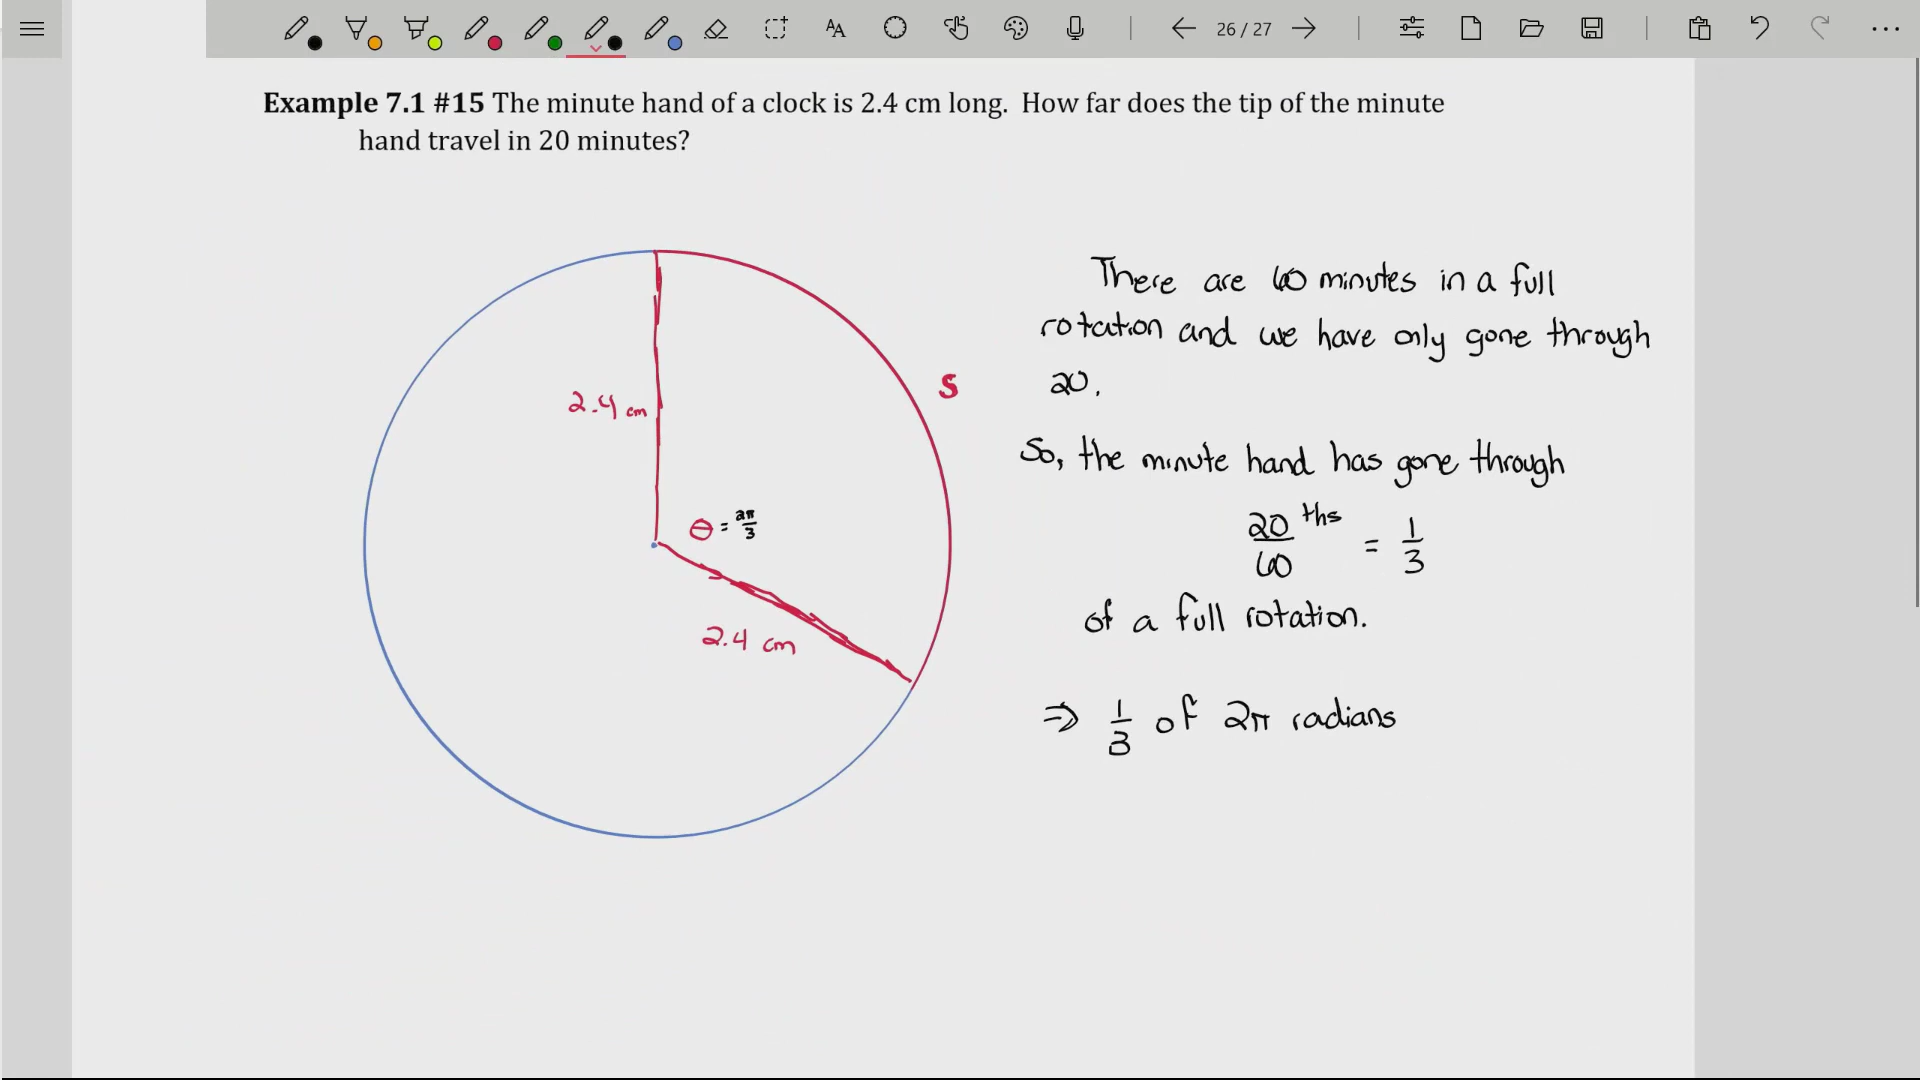 26 / 27
Example 7.1 #15 The minute hand of a clock is 2.4 cm long. How far does the tip of the minute
hand travel in 20 minutes?
There are 60 minutes in a full
rotation and we have only gone through
20.
S
2.4 cm
So, the minute hand has gone through
θ = 2π/3
20/60 ths = 1/3
of a full rotation.
2.4 cm
⇒ 1/3 of 2π radians